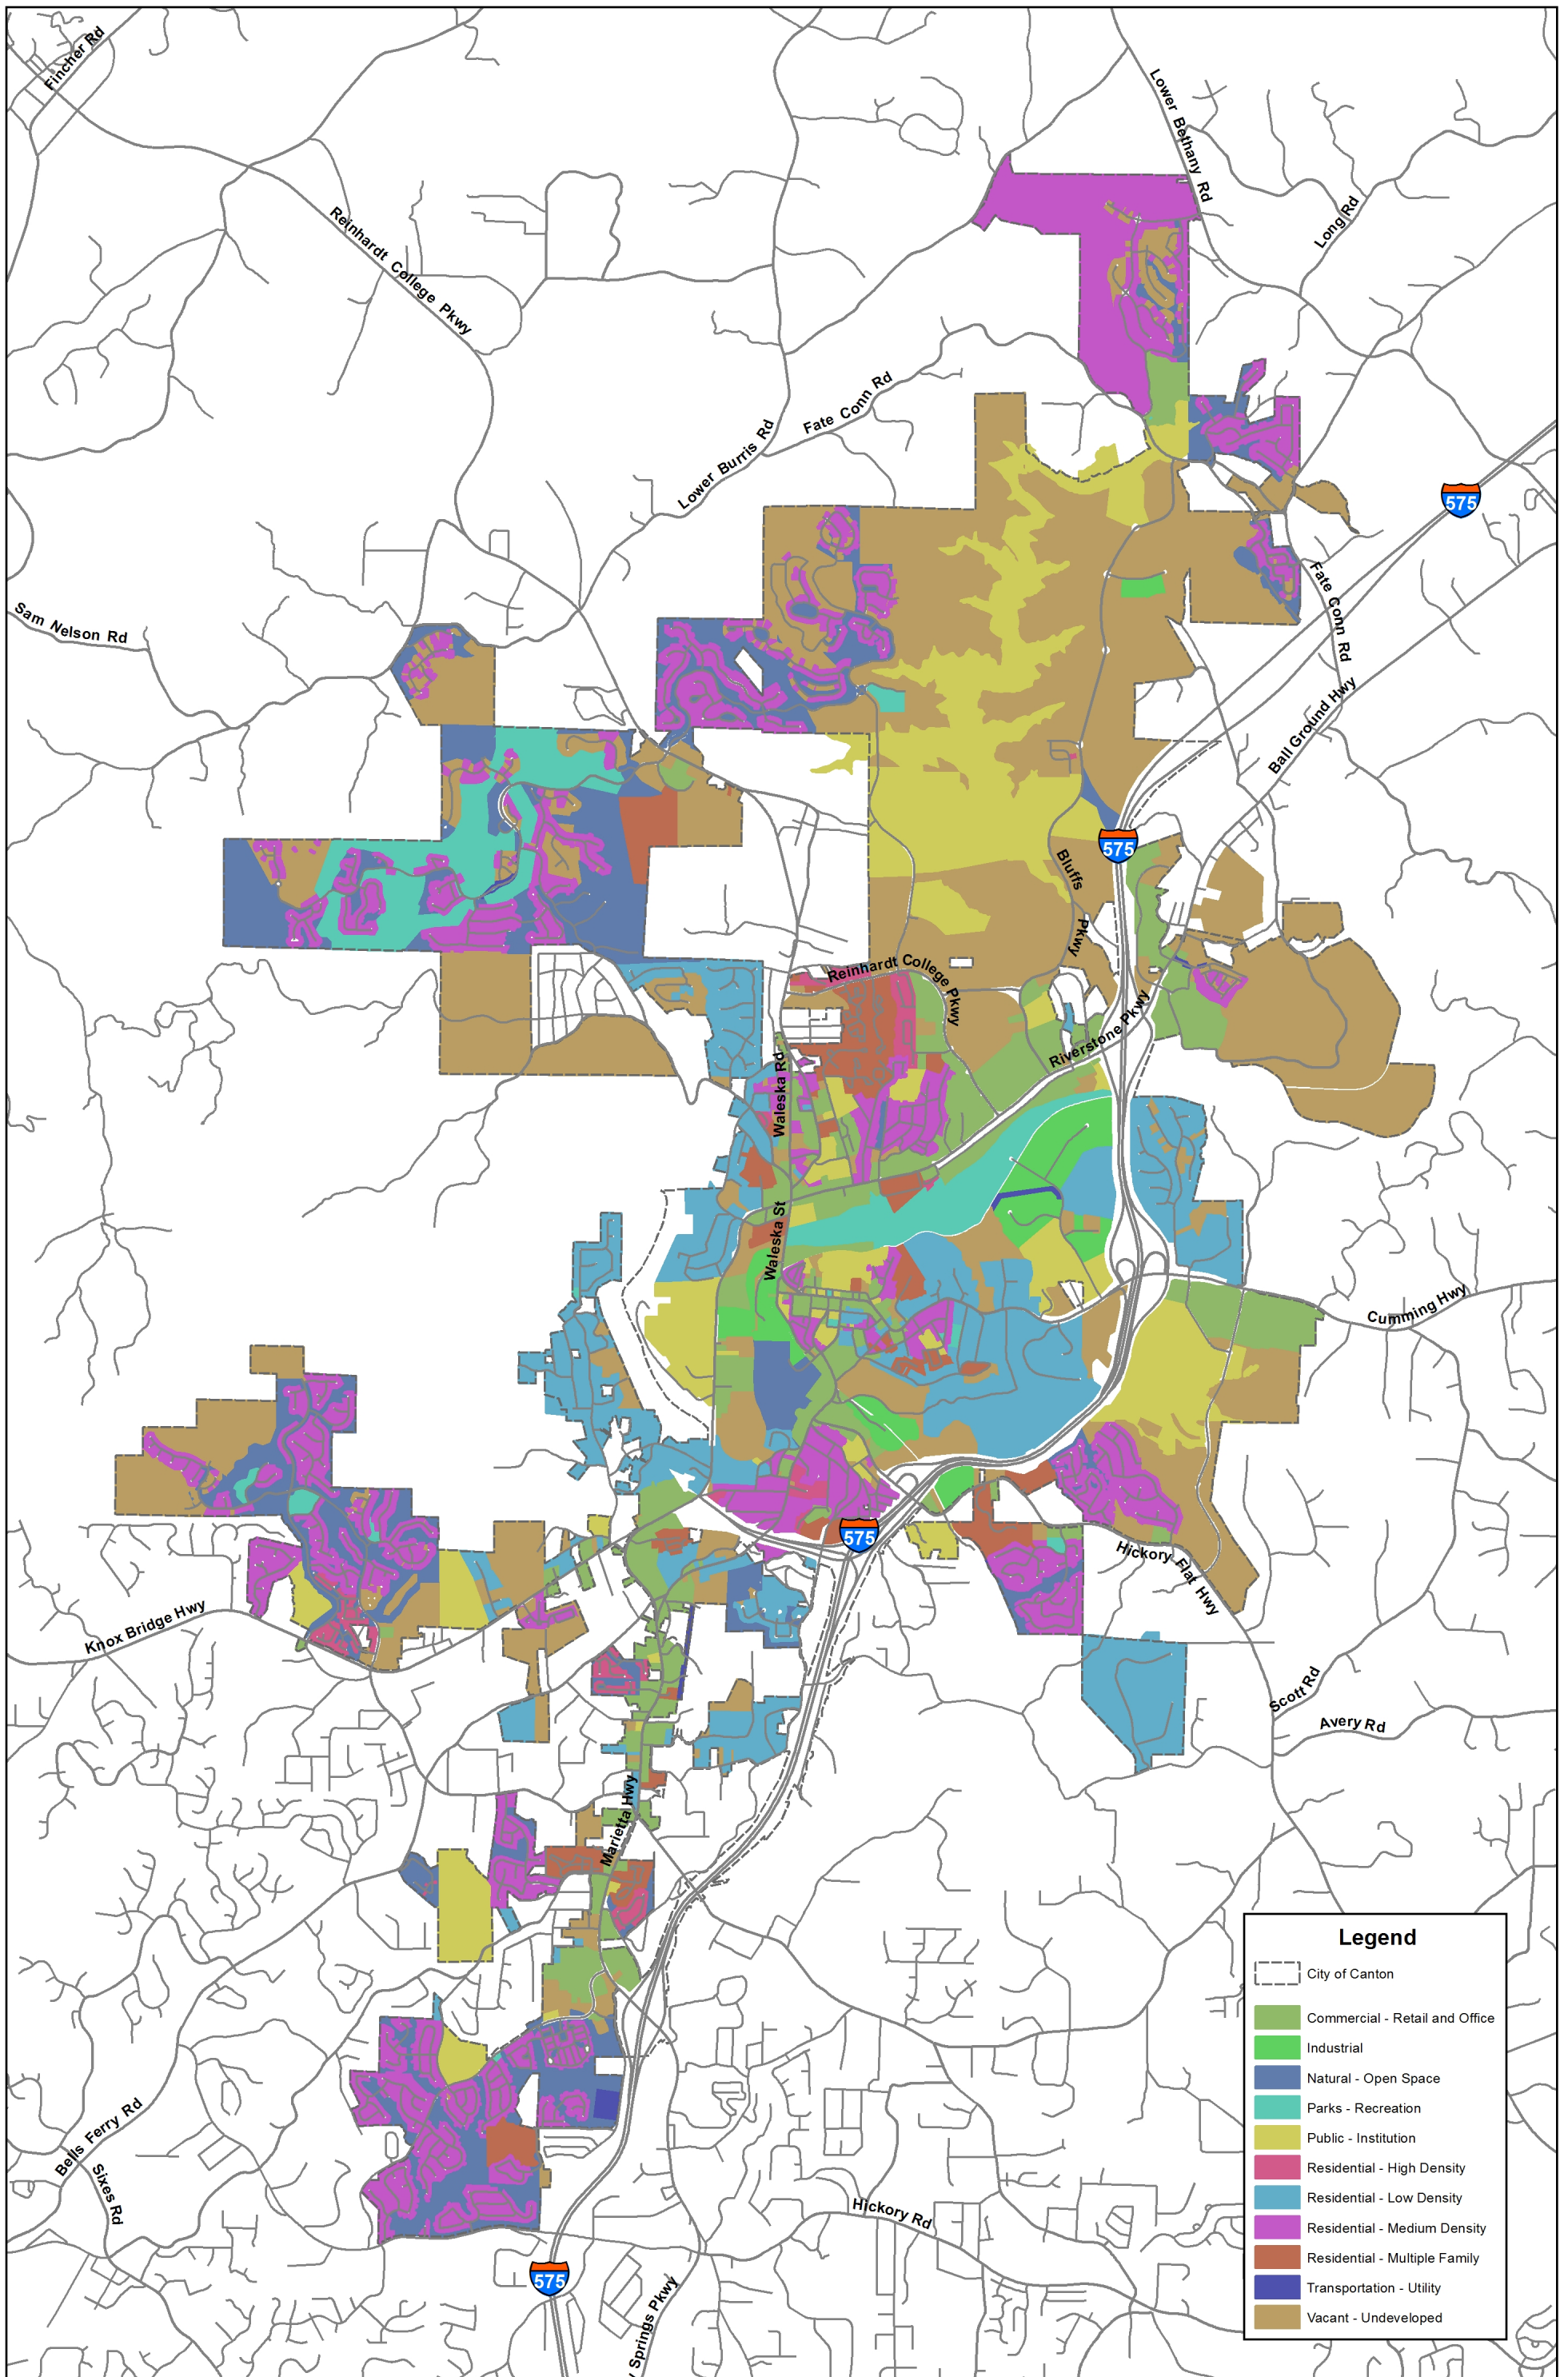 Fincher Rd
Lower Bethany Rd
Long Rd
Reinhardt College Pkwy
Fate Conn Rd
Lower Burris Rd
575
Sam Nelson Rd
Fate Conn Rd
Ball Ground Hwy
575
Bluffs Pkwy
Reinhardt College Pkwy
Riverstone Pkwy
Waleska Rd
Waleska St
Cumming Hwy
575
Hickory Flat Hwy
Knox Bridge Hwy
Scott Rd
Avery Rd
Marietta Hwy
Bells Ferry Rd
Sixes Rd
Hickory Rd
575
Springs Pkwy
Legend
City of Canton
Commercial - Retail and Office
Industrial
Natural - Open Space
Parks - Recreation
Public - Institution
Residential - High Density
Residential - Low Density
Residential - Medium Density
Residential - Multiple Family
Transportation - Utility
Vacant - Undeveloped